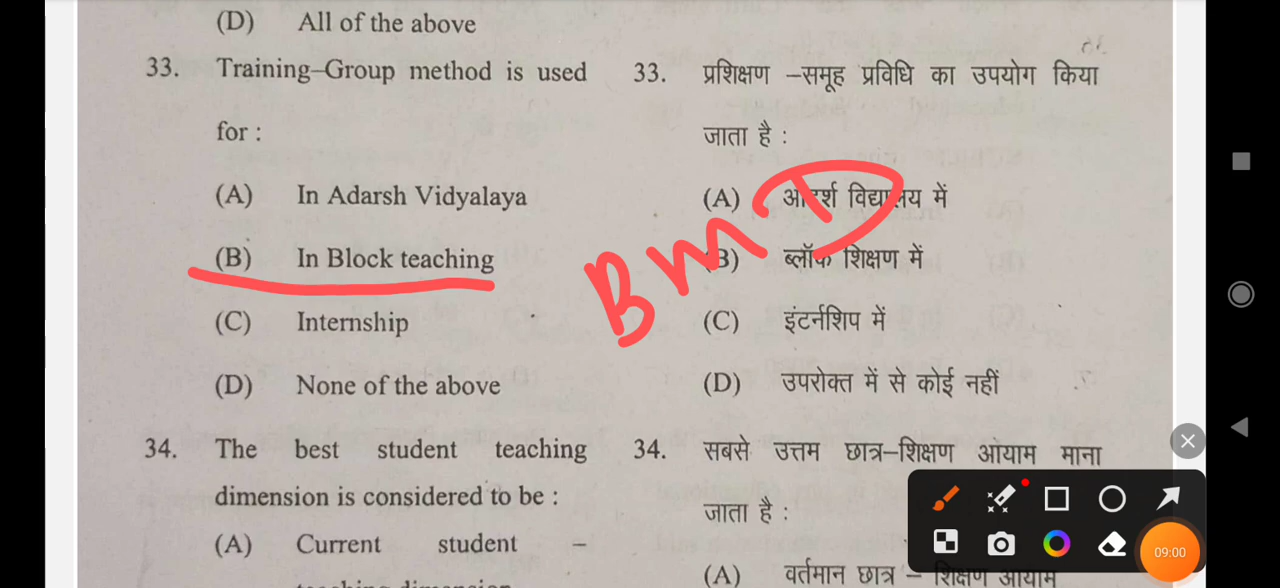 (D) All of the above
33. Training–Group method is used
for :
(A) In Adarsh Vidyalaya
(B) In Block teaching
(C) Internship
(D) None of the above
34. The best student teaching
dimension is considered to be :
(A) Current student –
33. प्रशिक्षण –समूह प्रविधि का उपयोग किया
जाता है :
(A) आदर्श विद्यालय में
(B) ब्लॉक शिक्षण में
(C) इंटर्नशिप में
(D) उपरोक्त में से कोई नहीं
34. सबसे उत्तम छात्र–शिक्षण आयाम माना
जाता है :
(A) वर्तमान छात्र – शिक्षण आयाम
BMD
09:00